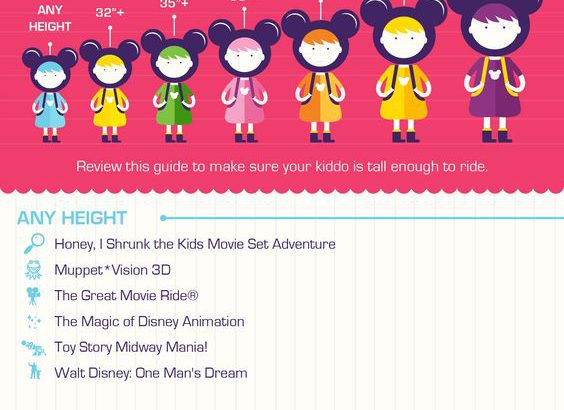 ANY
HEIGHT
32"+
35"+
Review this guide to make sure your kiddo is tall enough to ride.
ANY HEIGHT
Honey, I Shrunk the Kids Movie Set Adventure
Muppet*Vision 3D
The Great Movie Ride®
The Magic of Disney Animation
Toy Story Midway Mania!
Walt Disney: One Man's Dream